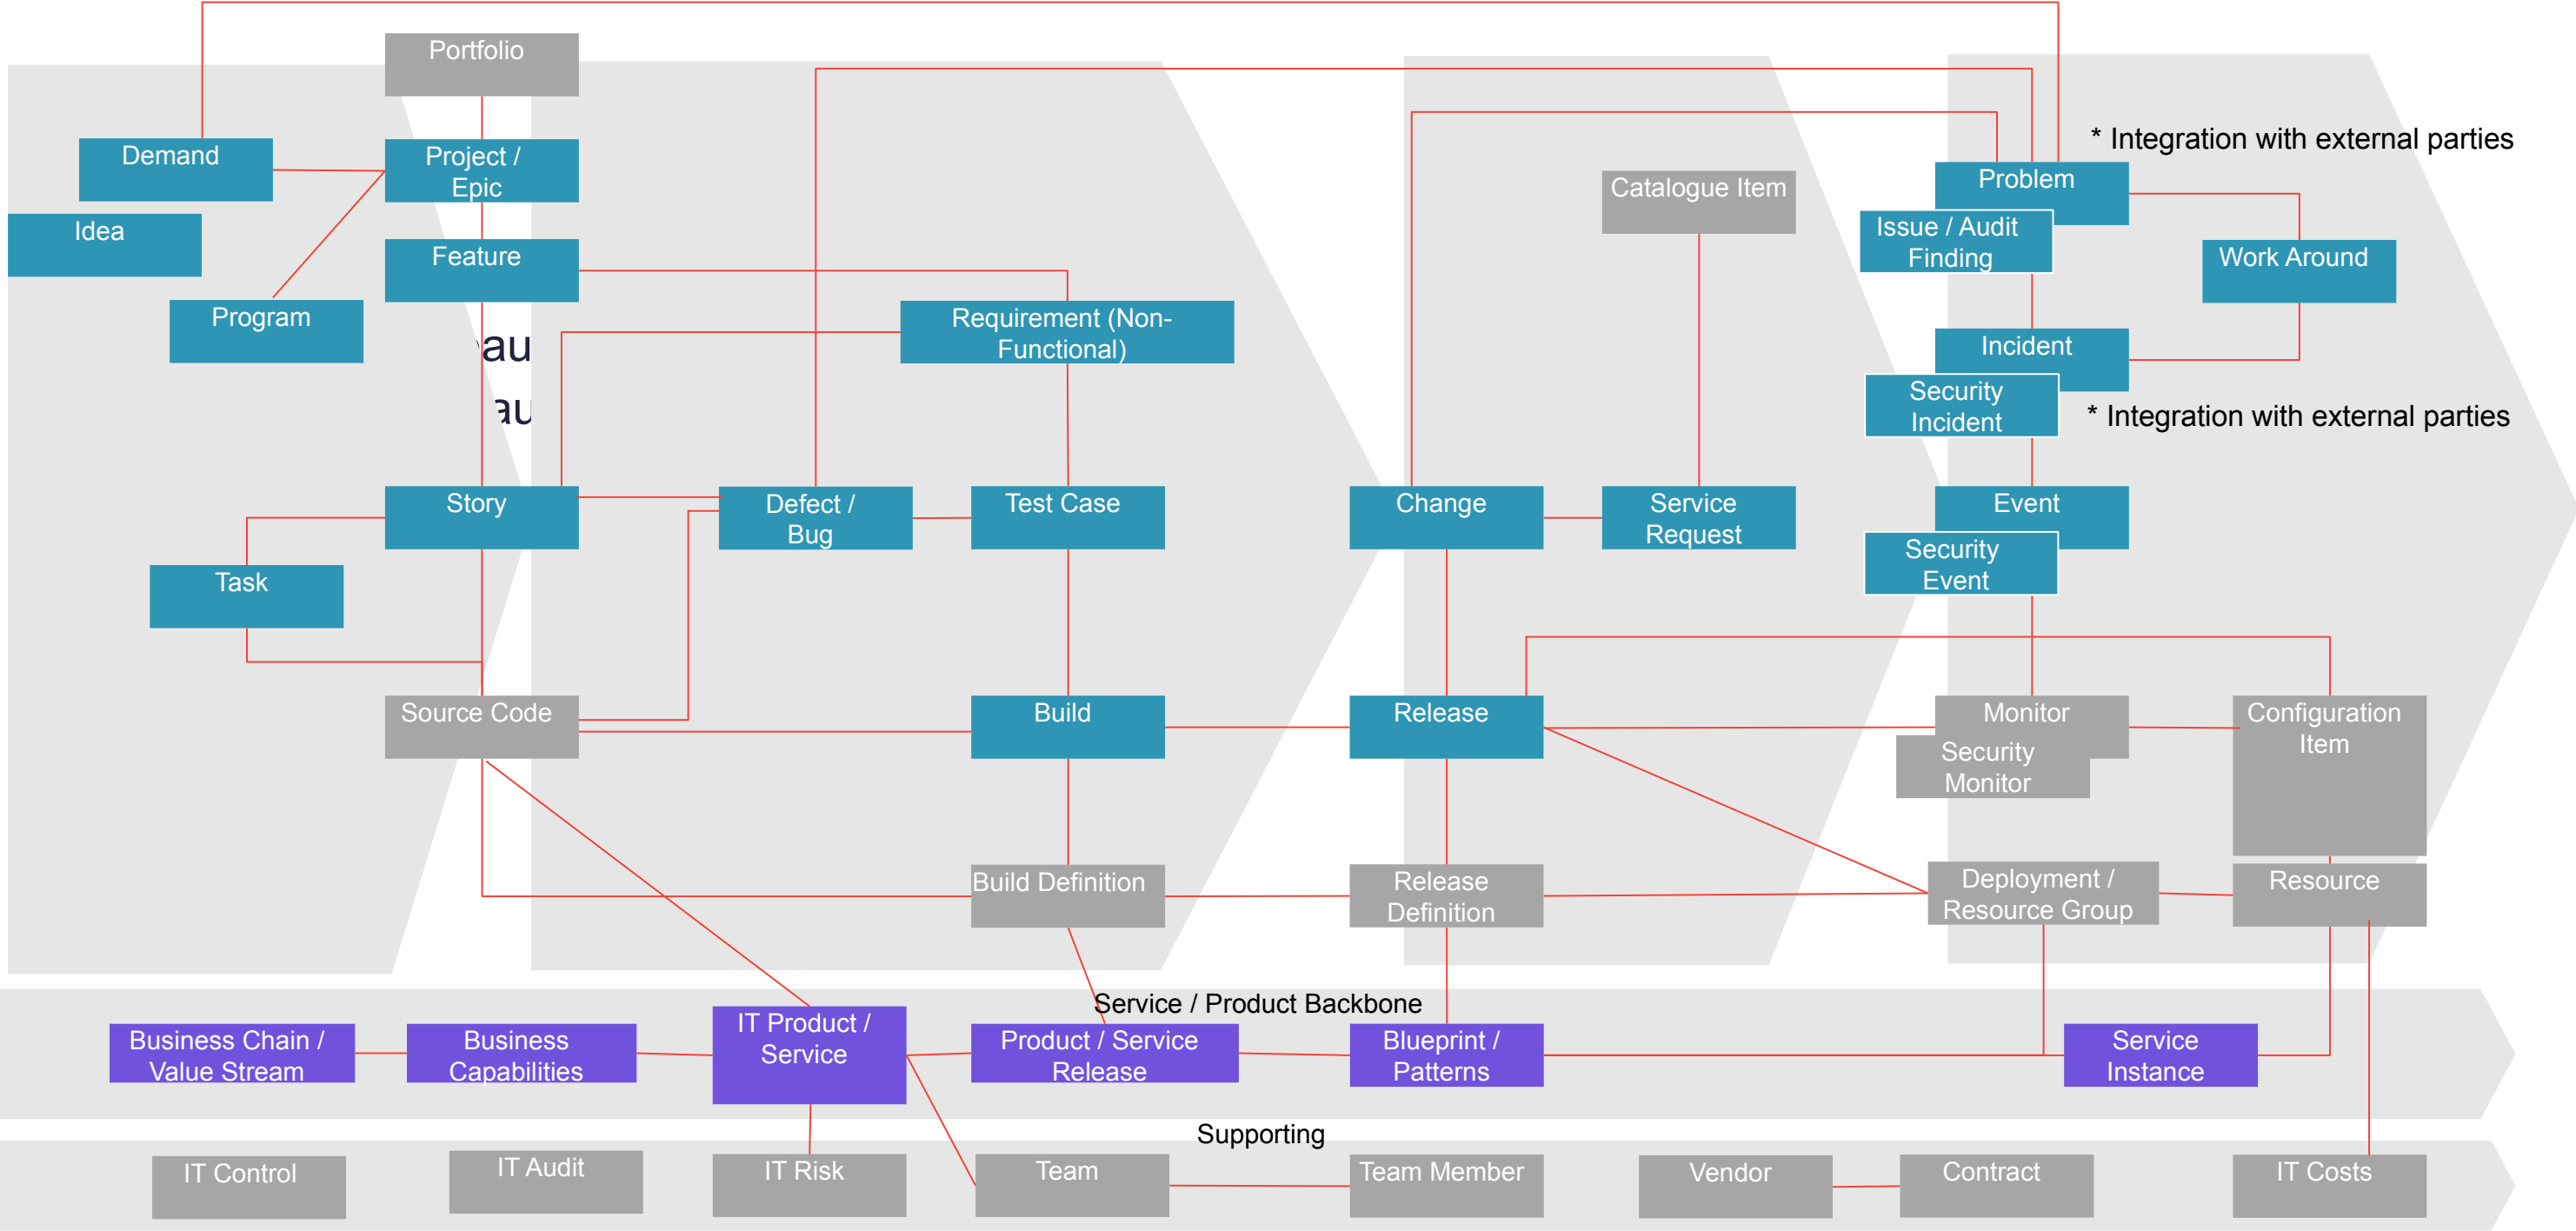 Portfolio
Demand
Project /
Epic
* Integration with external parties
Problem
Catalogue Item
Idea
Issue / Audit
Finding
Feature
Work Around
Program
Requirement (Non-
Functional)
au
Incident
Security
Incident
au
* Integration with external parties
Story
Defect /
Bug
Test Case
Change
Service
Request
Event
Security
Event
Task
Source Code
Build
Release
Monitor
Configuration
Item
Security
Monitor
Build Definition
Release
Definition
Deployment /
Resource Group
Resource
Service / Product Backbone
Business Chain /
Value Stream
Business
Capabilities
IT Product /
Service
Product / Service
Release
Blueprint /
Patterns
Service
Instance
Supporting
IT Control
IT Audit
IT Risk
Team
Team Member
Vendor
Contract
IT Costs